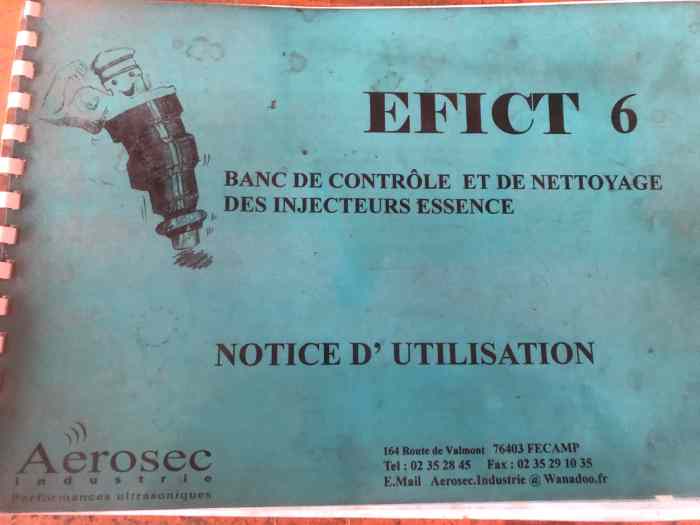 EFICT 6
BANC DE CONTRÔLE ET DE NETTOYAGE
DES INJECTEURS ESSENCE
NOTICE D' UTILISATION
Aerosec
industrie
Performances ultrasoniques
164 Route de Valmont 76403 FECAMP
Tel : 02 35 28 45 Fax : 02 35 29 10 35
E.Mail Aerosec.Industrie @ Wanadoo.fr